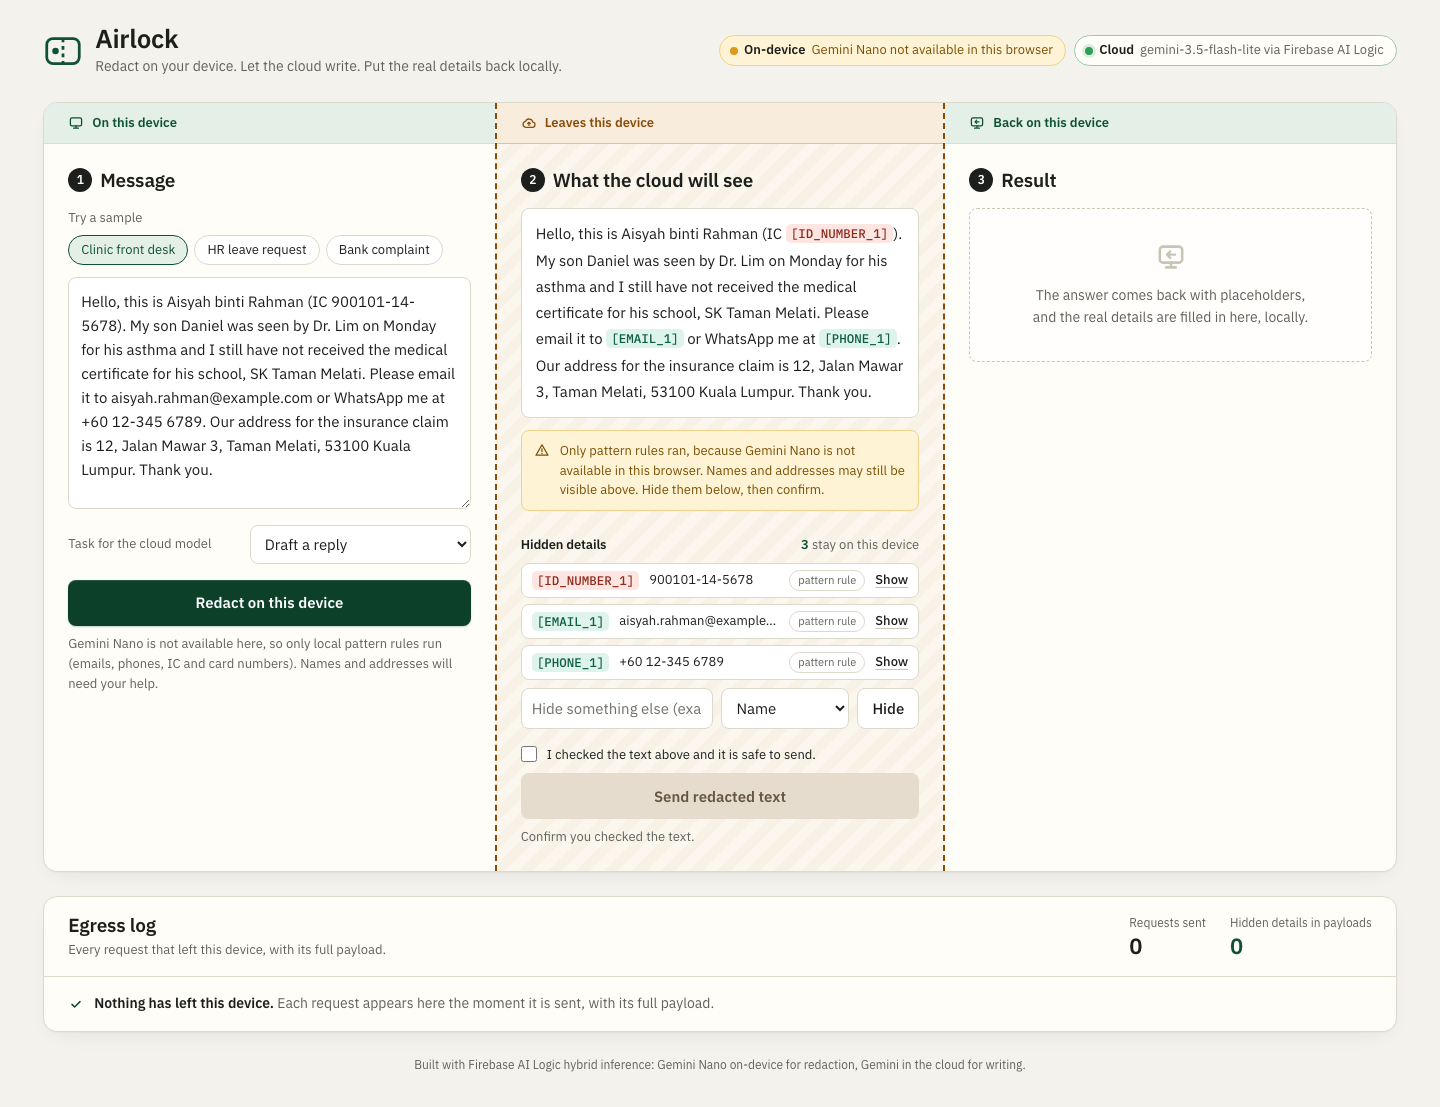 Airlock
Redact on your device. Let the cloud write. Put the real details back locally.
On-device Gemini Nano not available in this browser
Cloud gemini-3.5-flash-lite via Firebase AI Logic
On this device
1 Message
Try a sample
Clinic front desk
HR leave request
Bank complaint
Hello, this is Aisyah binti Rahman (IC 900101-14-
5678). My son Daniel was seen by Dr. Lim on Monday
for his asthma and I still have not received the medical
certificate for his school, SK Taman Melati. Please email
it to aisyah.rahman@example.com or WhatsApp me at
+60 12-345 6789. Our address for the insurance claim
is 12, Jalan Mawar 3, Taman Melati, 53100 Kuala
Lumpur. Thank you.
Task for the cloud model
Draft a reply
Redact on this device
Gemini Nano is not available here, so only local pattern rules run
(emails, phones, IC and card numbers). Names and addresses will
need your help.
Leaves this device
2 What the cloud will see
Hello, this is Aisyah binti Rahman (IC [ID_NUMBER_1]).
My son Daniel was seen by Dr. Lim on Monday for his
asthma and I still have not received the medical
certificate for his school, SK Taman Melati. Please
email it to [EMAIL_1] or WhatsApp me at [PHONE_1].
Our address for the insurance claim is 12, Jalan Mawar
3, Taman Melati, 53100 Kuala Lumpur. Thank you.
Only pattern rules ran, because Gemini Nano is not
available in this browser. Names and addresses may still be
visible above. Hide them below, then confirm.
Hidden details
3 stay on this device
[ID_NUMBER_1] 900101-14-5678 pattern rule Show
[EMAIL_1] aisyah.rahman@example... pattern rule Show
[PHONE_1] +60 12-345 6789 pattern rule Show
Hide something else (exa
Name
Hide
I checked the text above and it is safe to send.
Send redacted text
Confirm you checked the text.
Back on this device
3 Result
The answer comes back with placeholders,
and the real details are filled in here, locally.
Egress log
Every request that left this device, with its full payload.
Requests sent
0
Hidden details in payloads
0
Nothing has left this device. Each request appears here the moment it is sent, with its full payload.
Built with Firebase AI Logic hybrid inference: Gemini Nano on-device for redaction, Gemini in the cloud for writing.